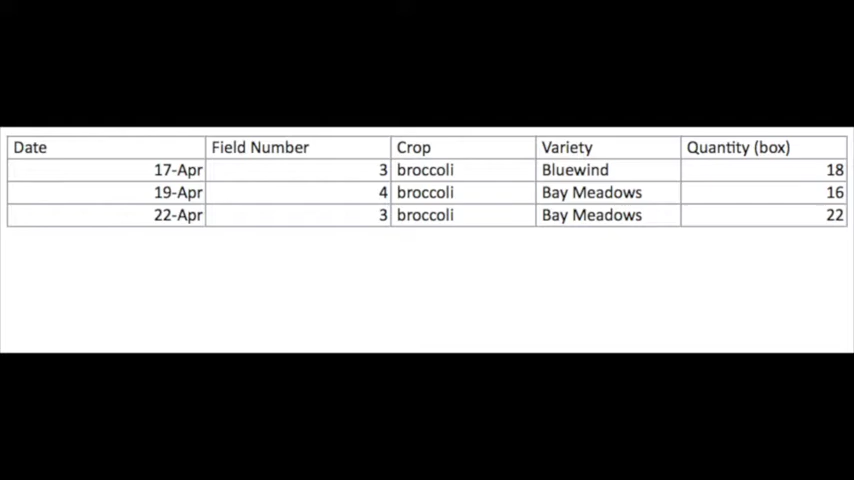 Date Field Number Crop Variety Quantity (box)
17-Apr 3 broccoli Bluewind 18
19-Apr 4 broccoli Bay Meadows 16
22-Apr 3 broccoli Bay Meadows 22